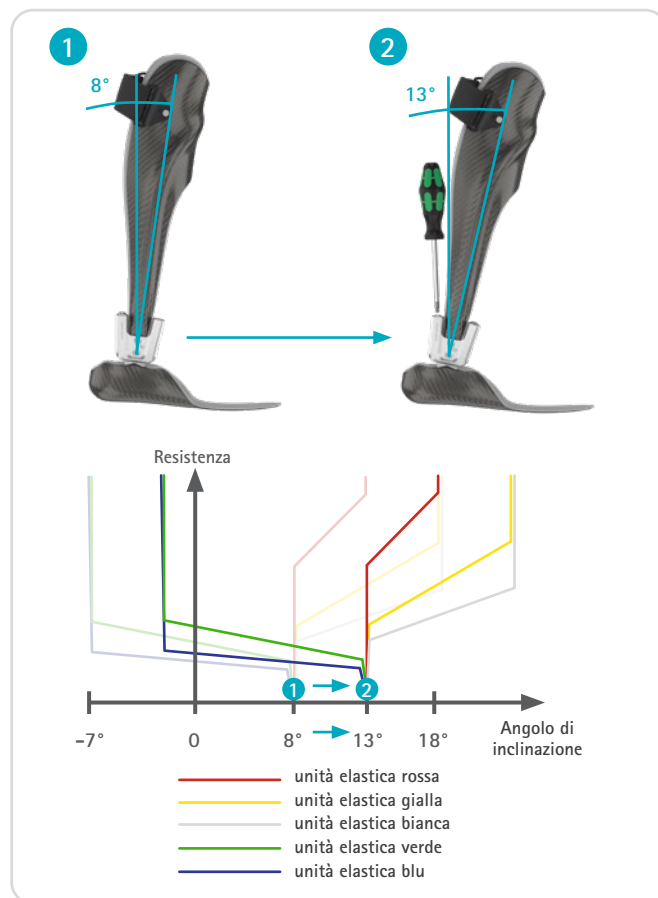 1
2
8°
13°
Resistenza
1
2
-7°
0
8°
13°
18°
Angolo di
inclinazione
unità elastica rossa
unità elastica gialla
unità elastica bianca
unità elastica verde
unità elastica blu